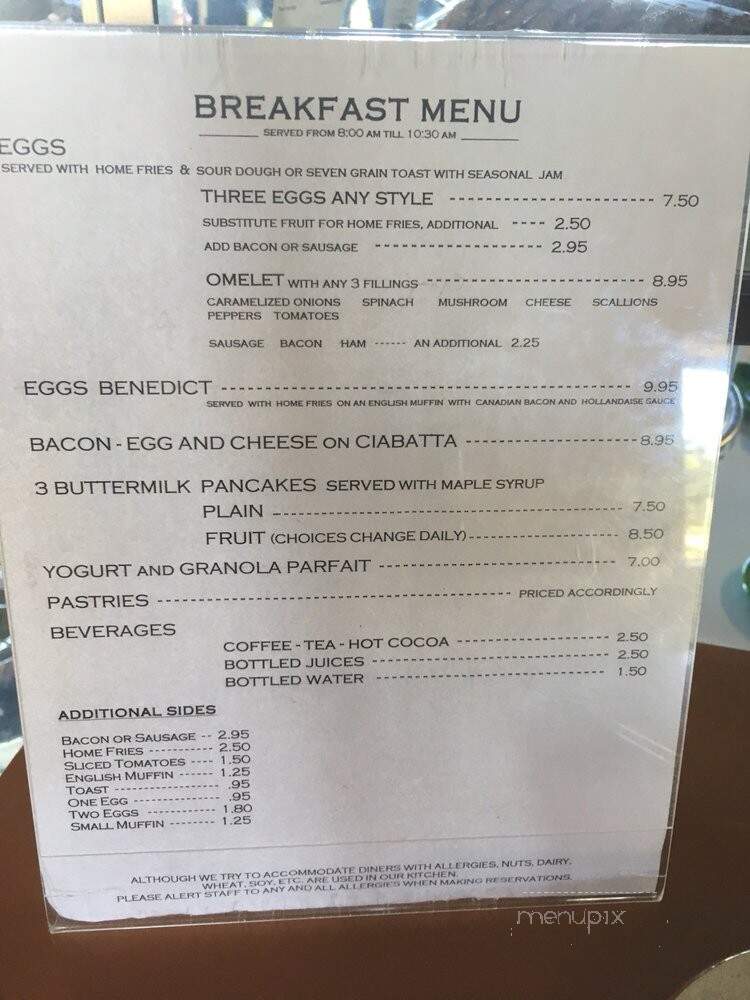 BREAKFAST MENU
SERVED FROM 8:00 AM TILL 10:30 AM
EGGS
SERVED WITH HOME FRIES & SOUR DOUGH OR SEVEN GRAIN TOAST WITH SEASONAL JAM
THREE EGGS ANY STYLE ---------------------- 7.50
SUBSTITUTE FRUIT FOR HOME FRIES, ADDITIONAL ---- 2.50
ADD BACON OR SAUSAGE ------------------- 2.95
OMELET WITH ANY 3 FILLINGS ------------------------ 8.95
CARAMELIZED ONIONS SPINACH MUSHROOM CHEESE SCALLIONS
PEPPERS TOMATOES
SAUSAGE BACON HAM ------ AN ADDITIONAL 2.25
EGGS BENEDICT -------------------------------------------- 9.95
SERVED WITH HOME FRIES ON AN ENGLISH MUFFIN WITH CANADIAN BACON AND HOLLANDAISE SAUCE
BACON - EGG AND CHEESE ON CIABATTA ------------------8.95
3 BUTTERMILK PANCAKES SERVED WITH MAPLE SYRUP
PLAIN ------------------------------------- 7.50
FRUIT (CHOICES CHANGE DAILY)----------------- 8.50
YOGURT AND GRANOLA PARFAIT -------------------------- 7.00
PASTRIES --------------------------------------- PRICED ACCORDINGLY
BEVERAGES
COFFEE - TEA - HOT COCOA ----------------- 2.50
BOTTLED JUICES -------------------------- 2.50
BOTTLED WATER ------------------------- 1.50
ADDITIONAL SIDES
BACON OR SAUSAGE -- 2.95
HOME FRIES ----------- 2.50
SLICED TOMATOES ---- 1.50
ENGLISH MUFFIN ------ 1.25
TOAST ------------------ .95
ONE EGG --------------- .95
TWO EGGS ------------ 1.80
SMALL MUFFIN -------- 1.25
ALTHOUGH WE TRY TO ACCOMMODATE DINERS WITH ALLERGIES, NUTS, DAIRY,
WHEAT, SOY, ETC. ARE USED IN OUR KITCHEN.
PLEASE ALERT STAFF TO ANY AND ALL ALLERGIES WHEN MAKING RESERVATIONS.
menupix